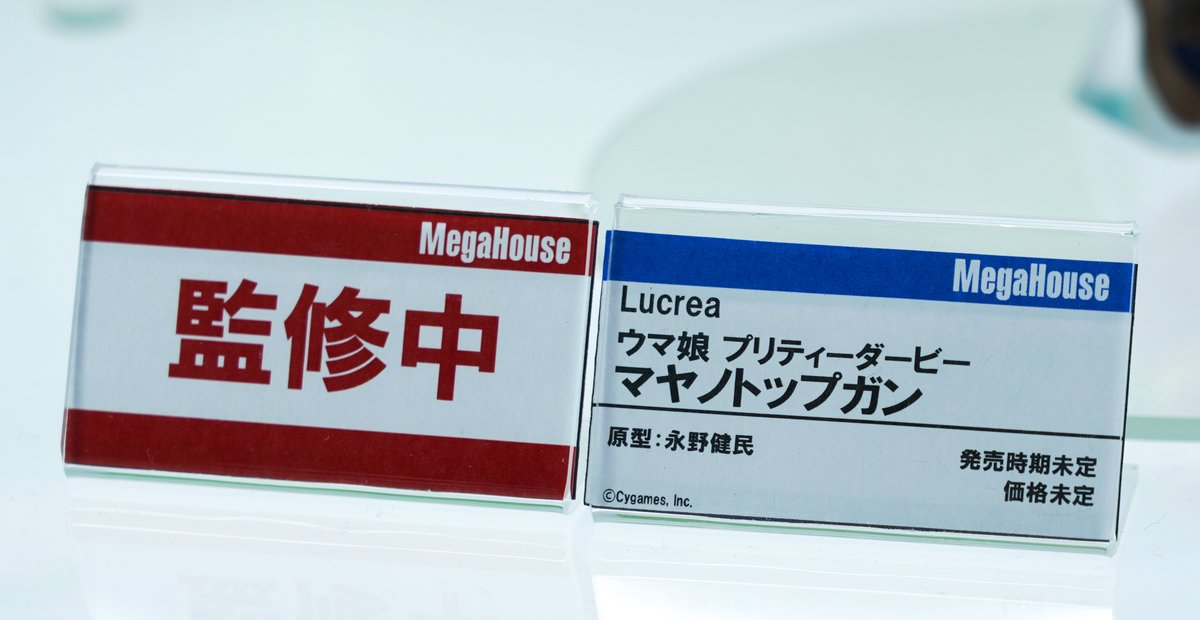 MegaHouse
監修中
MegaHouse
Lucrea
ウマ娘 プリティーダービー
マヤノトップガン
原型：永野健民
発売時期未定
価格未定
©Cygames, Inc.